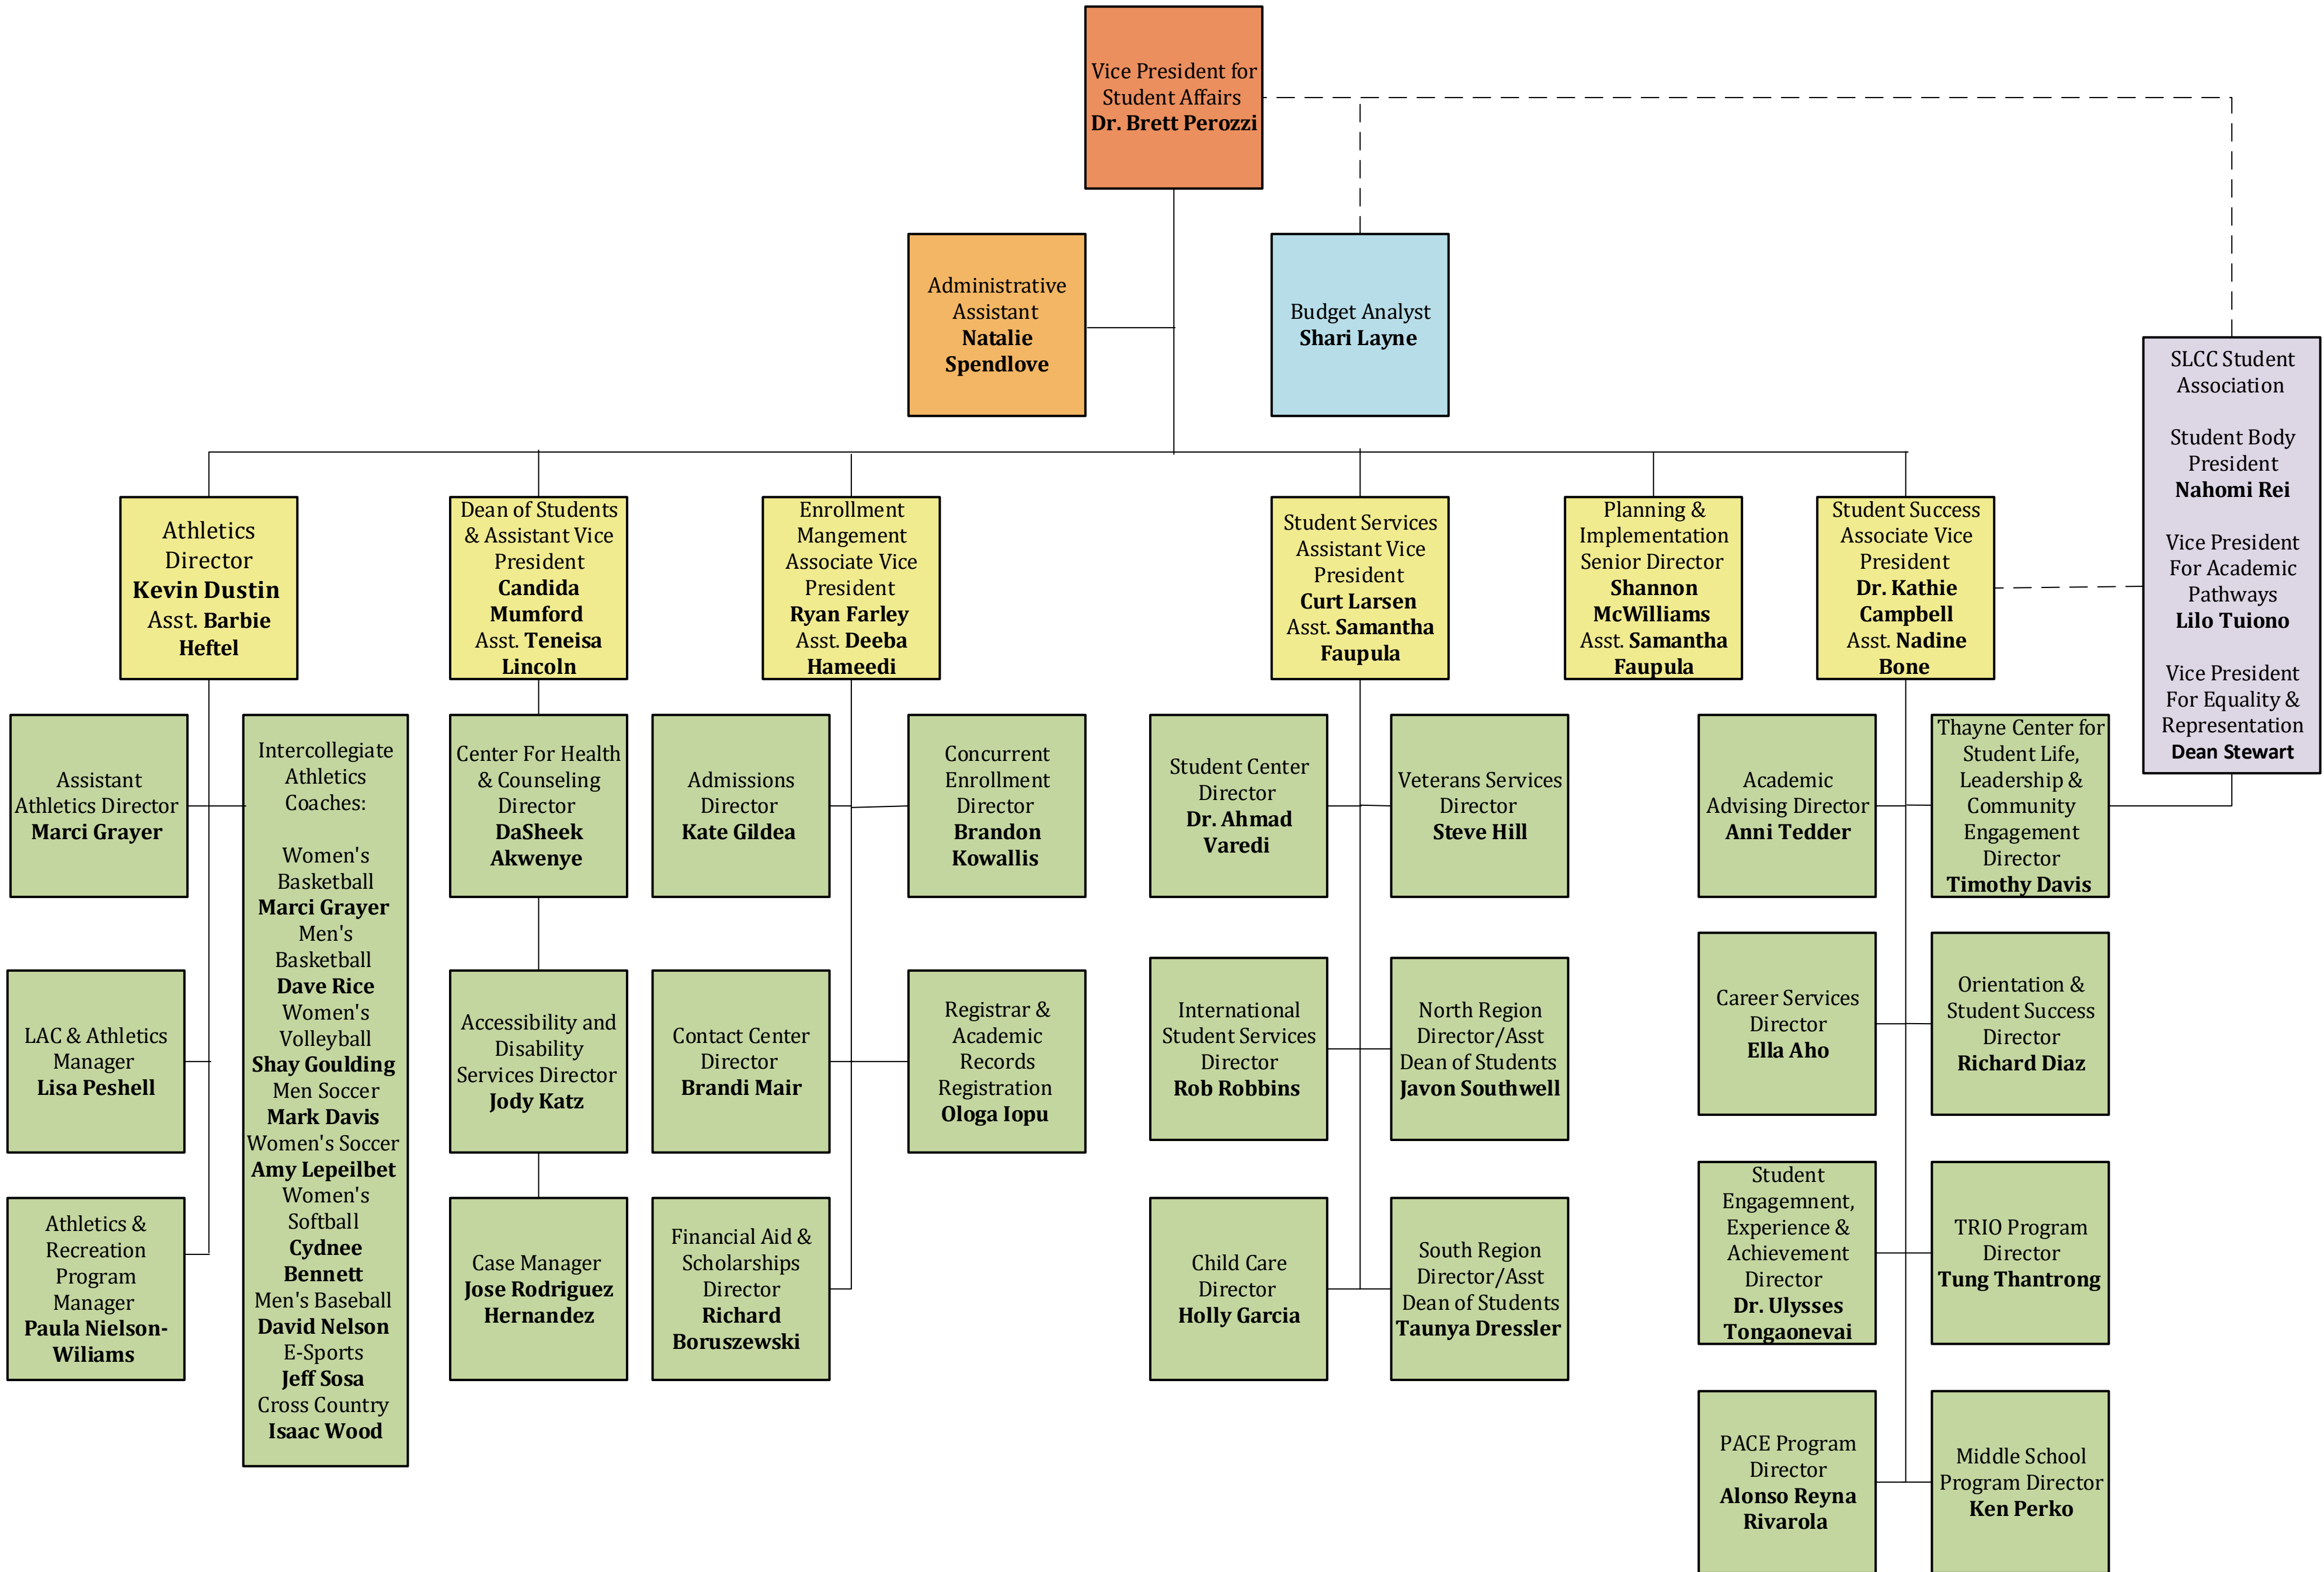 Vice President for
Student Affairs
Dr. Brett Perozzi
Administrative
Assistant
Natalie
Spendlove
Budget Analyst
Shari Layne
SLCC Student
Association
Student Body
President
Nahomi Rei
Vice President
For Academic
Pathways
Lilo Tuiono
Vice President
For Equality &
Representation
Dean Stewart
Athletics
Director
Kevin Dustin
Asst. Barbie
Heftel
Dean of Students
& Assistant Vice
President
Candida
Mumford
Asst. Teneisa
Lincoln
Enrollment
Mangement
Associate Vice
President
Ryan Farley
Asst. Deeba
Hameedi
Student Services
Assistant Vice
President
Curt Larsen
Asst. Samantha
Faupula
Planning &
Implementation
Senior Director
Shannon
McWilliams
Asst. Samantha
Faupula
Student Success
Associate Vice
President
Dr. Kathie
Campbell
Asst. Nadine
Bone
Assistant
Athletics Director
Marci Grayer
Intercollegiate
Athletics
Coaches:
Women's
Basketball
Marci Grayer
Men's
Basketball
Dave Rice
Women's
Volleyball
Shay Goulding
Men Soccer
Mark Davis
Women's Soccer
Amy Lepeilbet
Women's
Softball
Cydnee
Bennett
Men's Baseball
David Nelson
E-Sports
Jeff Sosa
Cross Country
Isaac Wood
Center For Health
& Counseling
Director
DaSheek
Akwenye
Admissions
Director
Kate Gildea
Concurrent
Enrollment
Director
Brandon
Kowallis
Student Center
Director
Dr. Ahmad
Varedi
Veterans Services
Director
Steve Hill
Academic
Advising Director
Anni Tedder
Thayne Center for
Student Life,
Leadership &
Community
Engagement
Director
Timothy Davis
LAC & Athletics
Manager
Lisa Peshell
Accessibility and
Disability
Services Director
Jody Katz
Contact Center
Director
Brandi Mair
Registrar &
Academic
Records
Registration
Ologa Iopu
International
Student Services
Director
Rob Robbins
North Region
Director/Asst
Dean of Students
Javon Southwell
Career Services
Director
Ella Aho
Orientation &
Student Success
Director
Richard Diaz
Athletics &
Recreation
Program
Manager
Paula Nielson-
Wiliams
Case Manager
Jose Rodriguez
Hernandez
Financial Aid &
Scholarships
Director
Richard
Boruszewski
Child Care
Director
Holly Garcia
South Region
Director/Asst
Dean of Students
Taunya Dressler
Student
Engagemnent,
Experience &
Achievement
Director
Dr. Ulysses
Tongaonevai
TRIO Program
Director
Tung Thantrong
PACE Program
Director
Alonso Reyna
Rivarola
Middle School
Program Director
Ken Perko